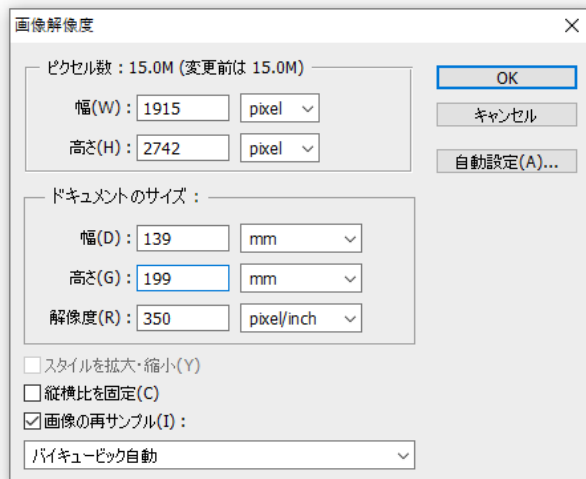 画像解像度
ピクセル数：15.0M (変更前は 15.0M)
幅(W)：1915 pixel
高さ(H)：2742 pixel
OK
キャンセル
自動設定(A)...
ドキュメントのサイズ：
幅(D)：139 mm
高さ(G)：199 mm
解像度(R)：350 pixel/inch
スタイルを拡大・縮小(Y)
縦横比を固定(C)
画像の再サンプル(I)：
バイキュービック自動